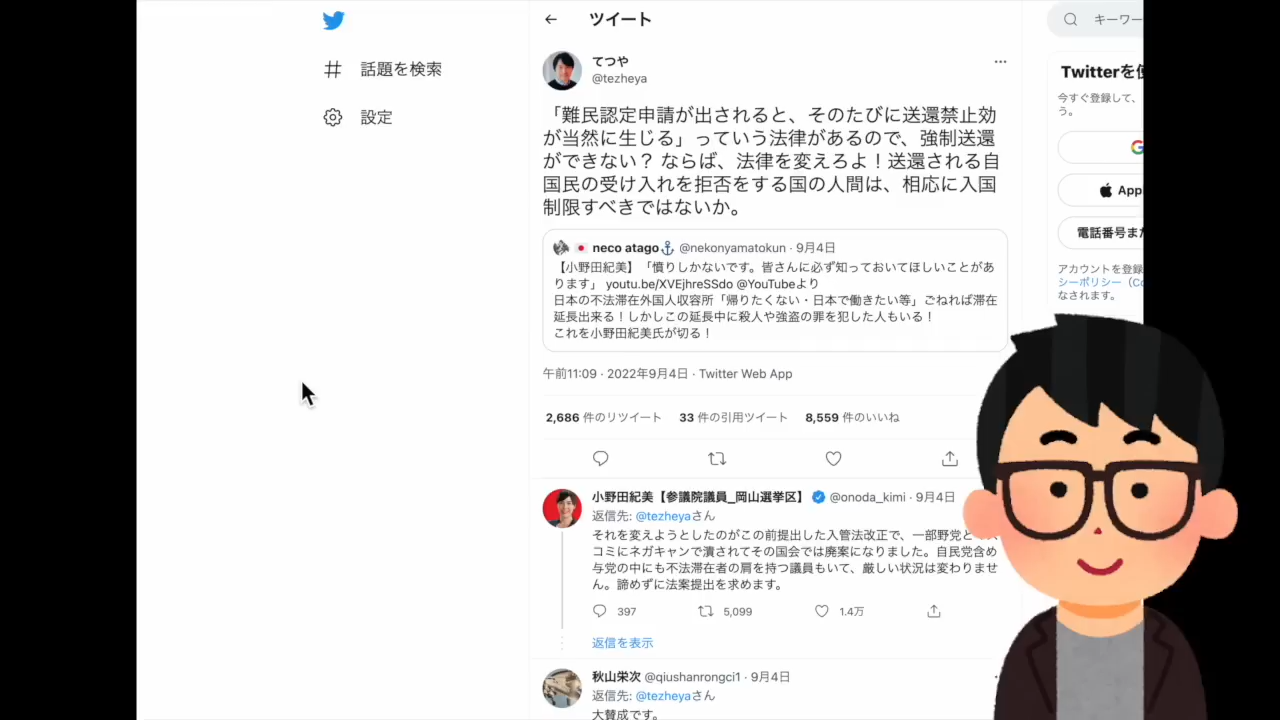 ツイート
キーワー
話題を検索
設定
てつや
@tezheya
「難民認定申請が出されると、そのたびに送還禁止効
が当然に生じる」っていう法律があるので、強制送還
ができない？ ならば、法律を変えろよ！送還される自
国民の受け入れを拒否をする国の人間は、相応に入国
制限すべきではないか。
neco atago @nekonyamatokun · 9月4日
【小野田紀美】「憤りしかないです。皆さんに必ず知っておいてほしいことがあ
ります」 youtu.be/XVEjhreSSdo @YouTubeより
日本の不法滞在外国人収容所「帰りたくない・日本で働きたい等」ごねれば滞在
延長出来る！しかしこの延長中に殺人や強盗の罪を犯した人もいる！
これを小野田紀美氏が切る！
午前11:09 · 2022年9月4日 · Twitter Web App
2,686 件のリツイート 33 件の引用ツイート 8,559 件のいいね
小野田紀美【参議院議員_岡山選挙区】 @onoda_kimi · 9月4日
返信先: @tezheyaさん
それを変えようとしたのがこの前提出した入管法改正で、一部野党と
コミにネガキャンで潰されてその国会では廃案になりました。自民党含め
与党の中にも不法滞在者の肩を持つ議員もいて、厳しい状況は変わりませ
ん。諦めずに法案提出を求めます。
397 5,099 1.4万
返信を表示
秋山栄次 @qiushanrongci1 · 9月4日
返信先: @tezheyaさん
大賛成です。
Twitterを
今すぐ登録して、
う。
Appl
電話番号また
アカウントを登録
シーポリシー（Co
なされます。